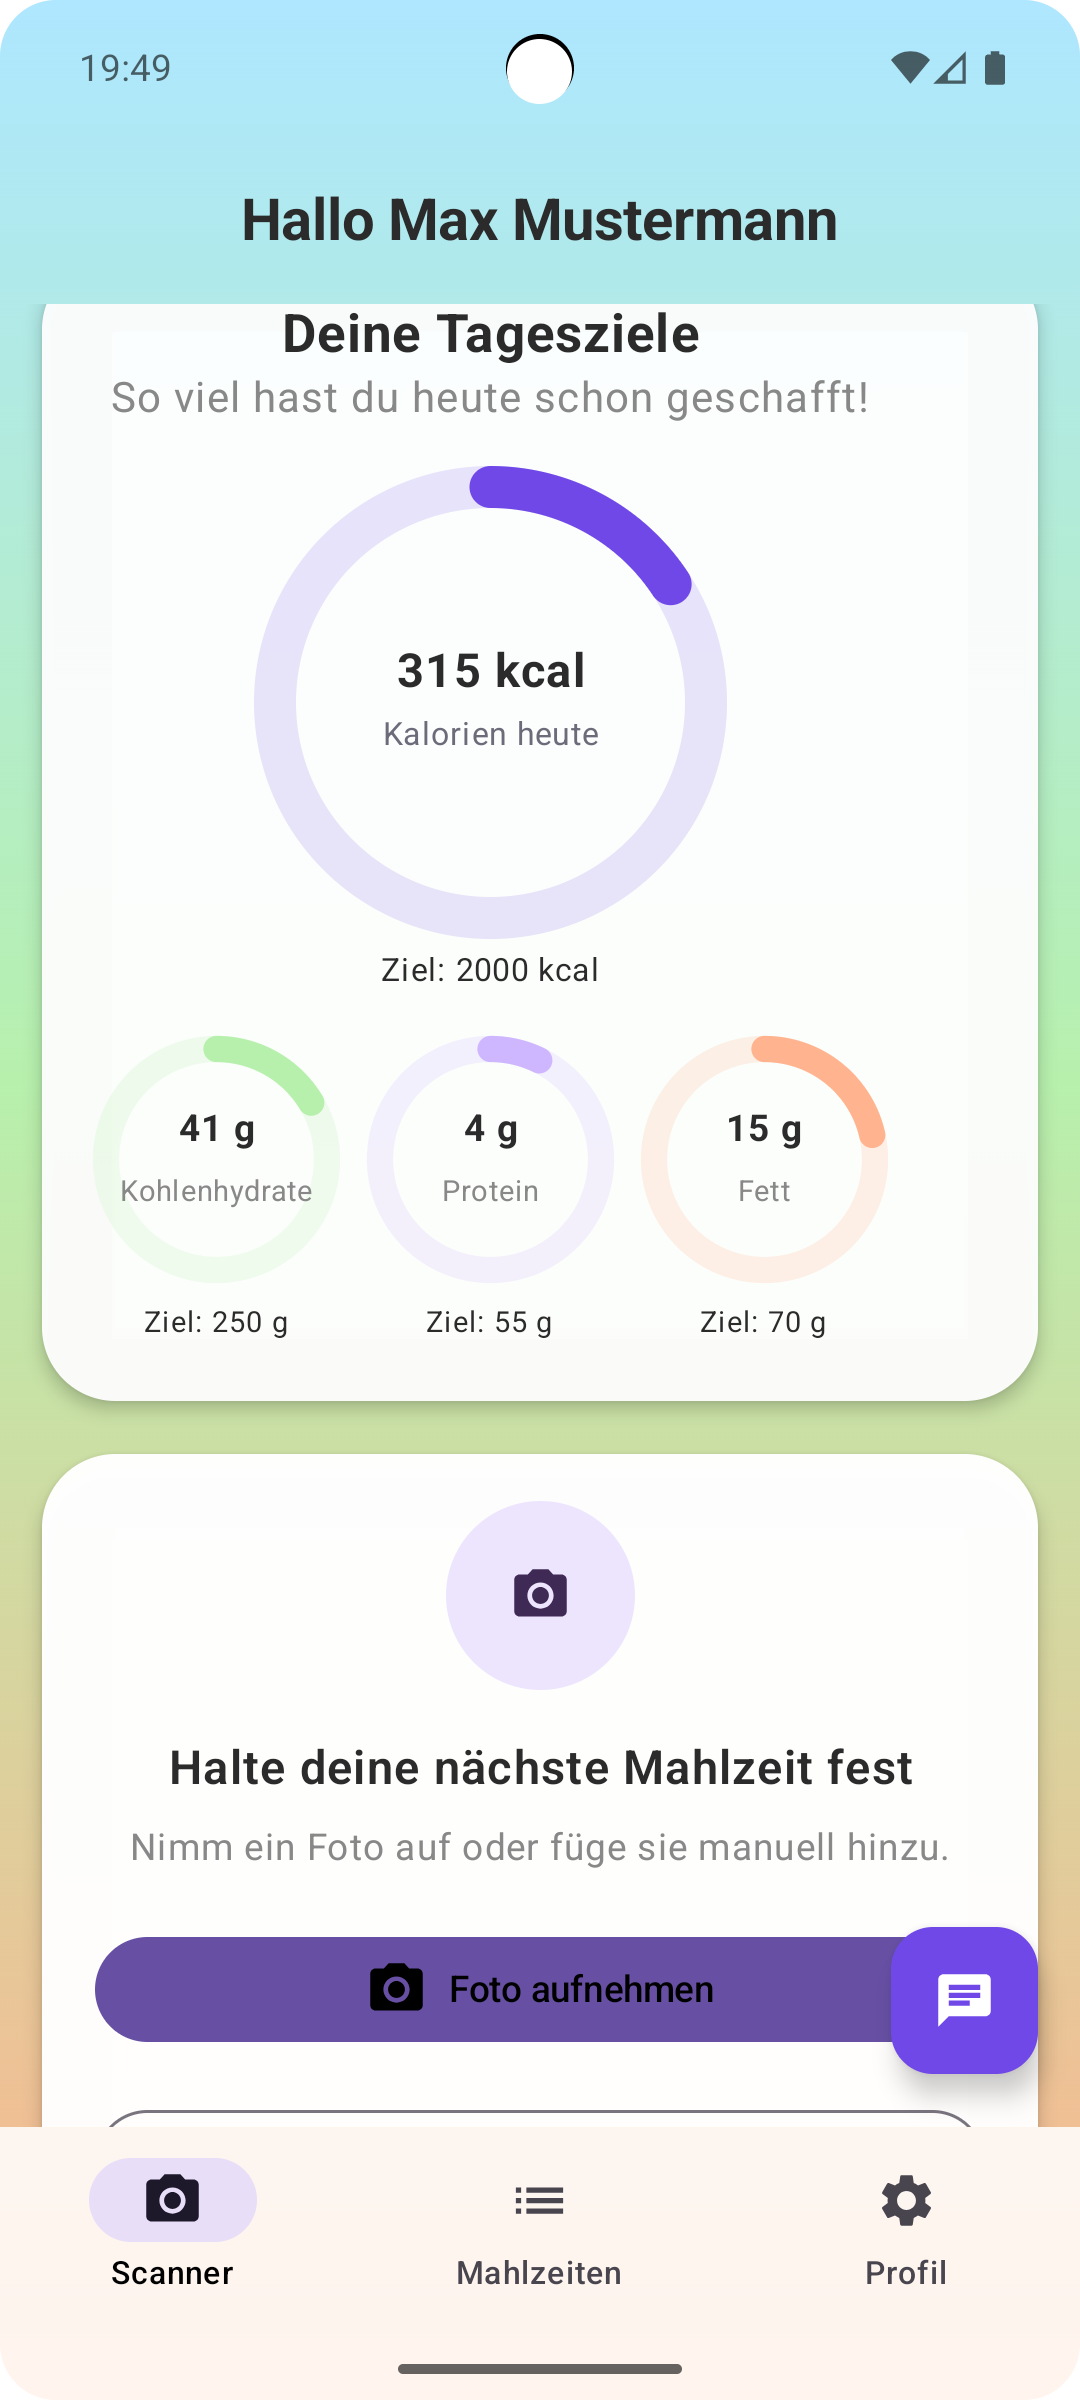 19:49
Hallo Max Mustermann
Deine Tagesziele
So viel hast du heute schon geschafft!
315 kcal
Kalorien heute
Ziel: 2000 kcal
41 g
Kohlenhydrate
Ziel: 250 g
4 g
Protein
Ziel: 55 g
15 g
Fett
Ziel: 70 g
Halte deine nächste Mahlzeit fest
Nimm ein Foto auf oder füge sie manuell hinzu.
Foto aufnehmen
Scanner
Mahlzeiten
Profil